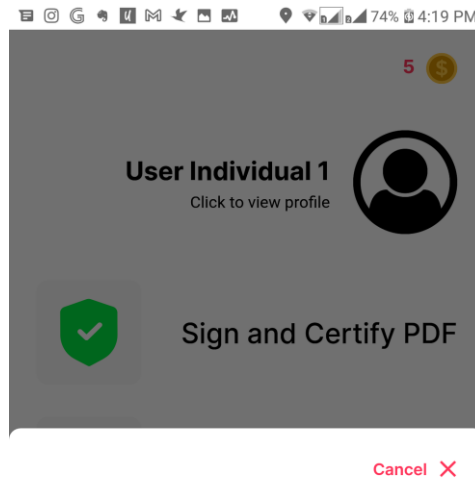 74% 4:19 PM
5
User Individual 1
Click to view profile
Sign and Certify PDF
Cancel